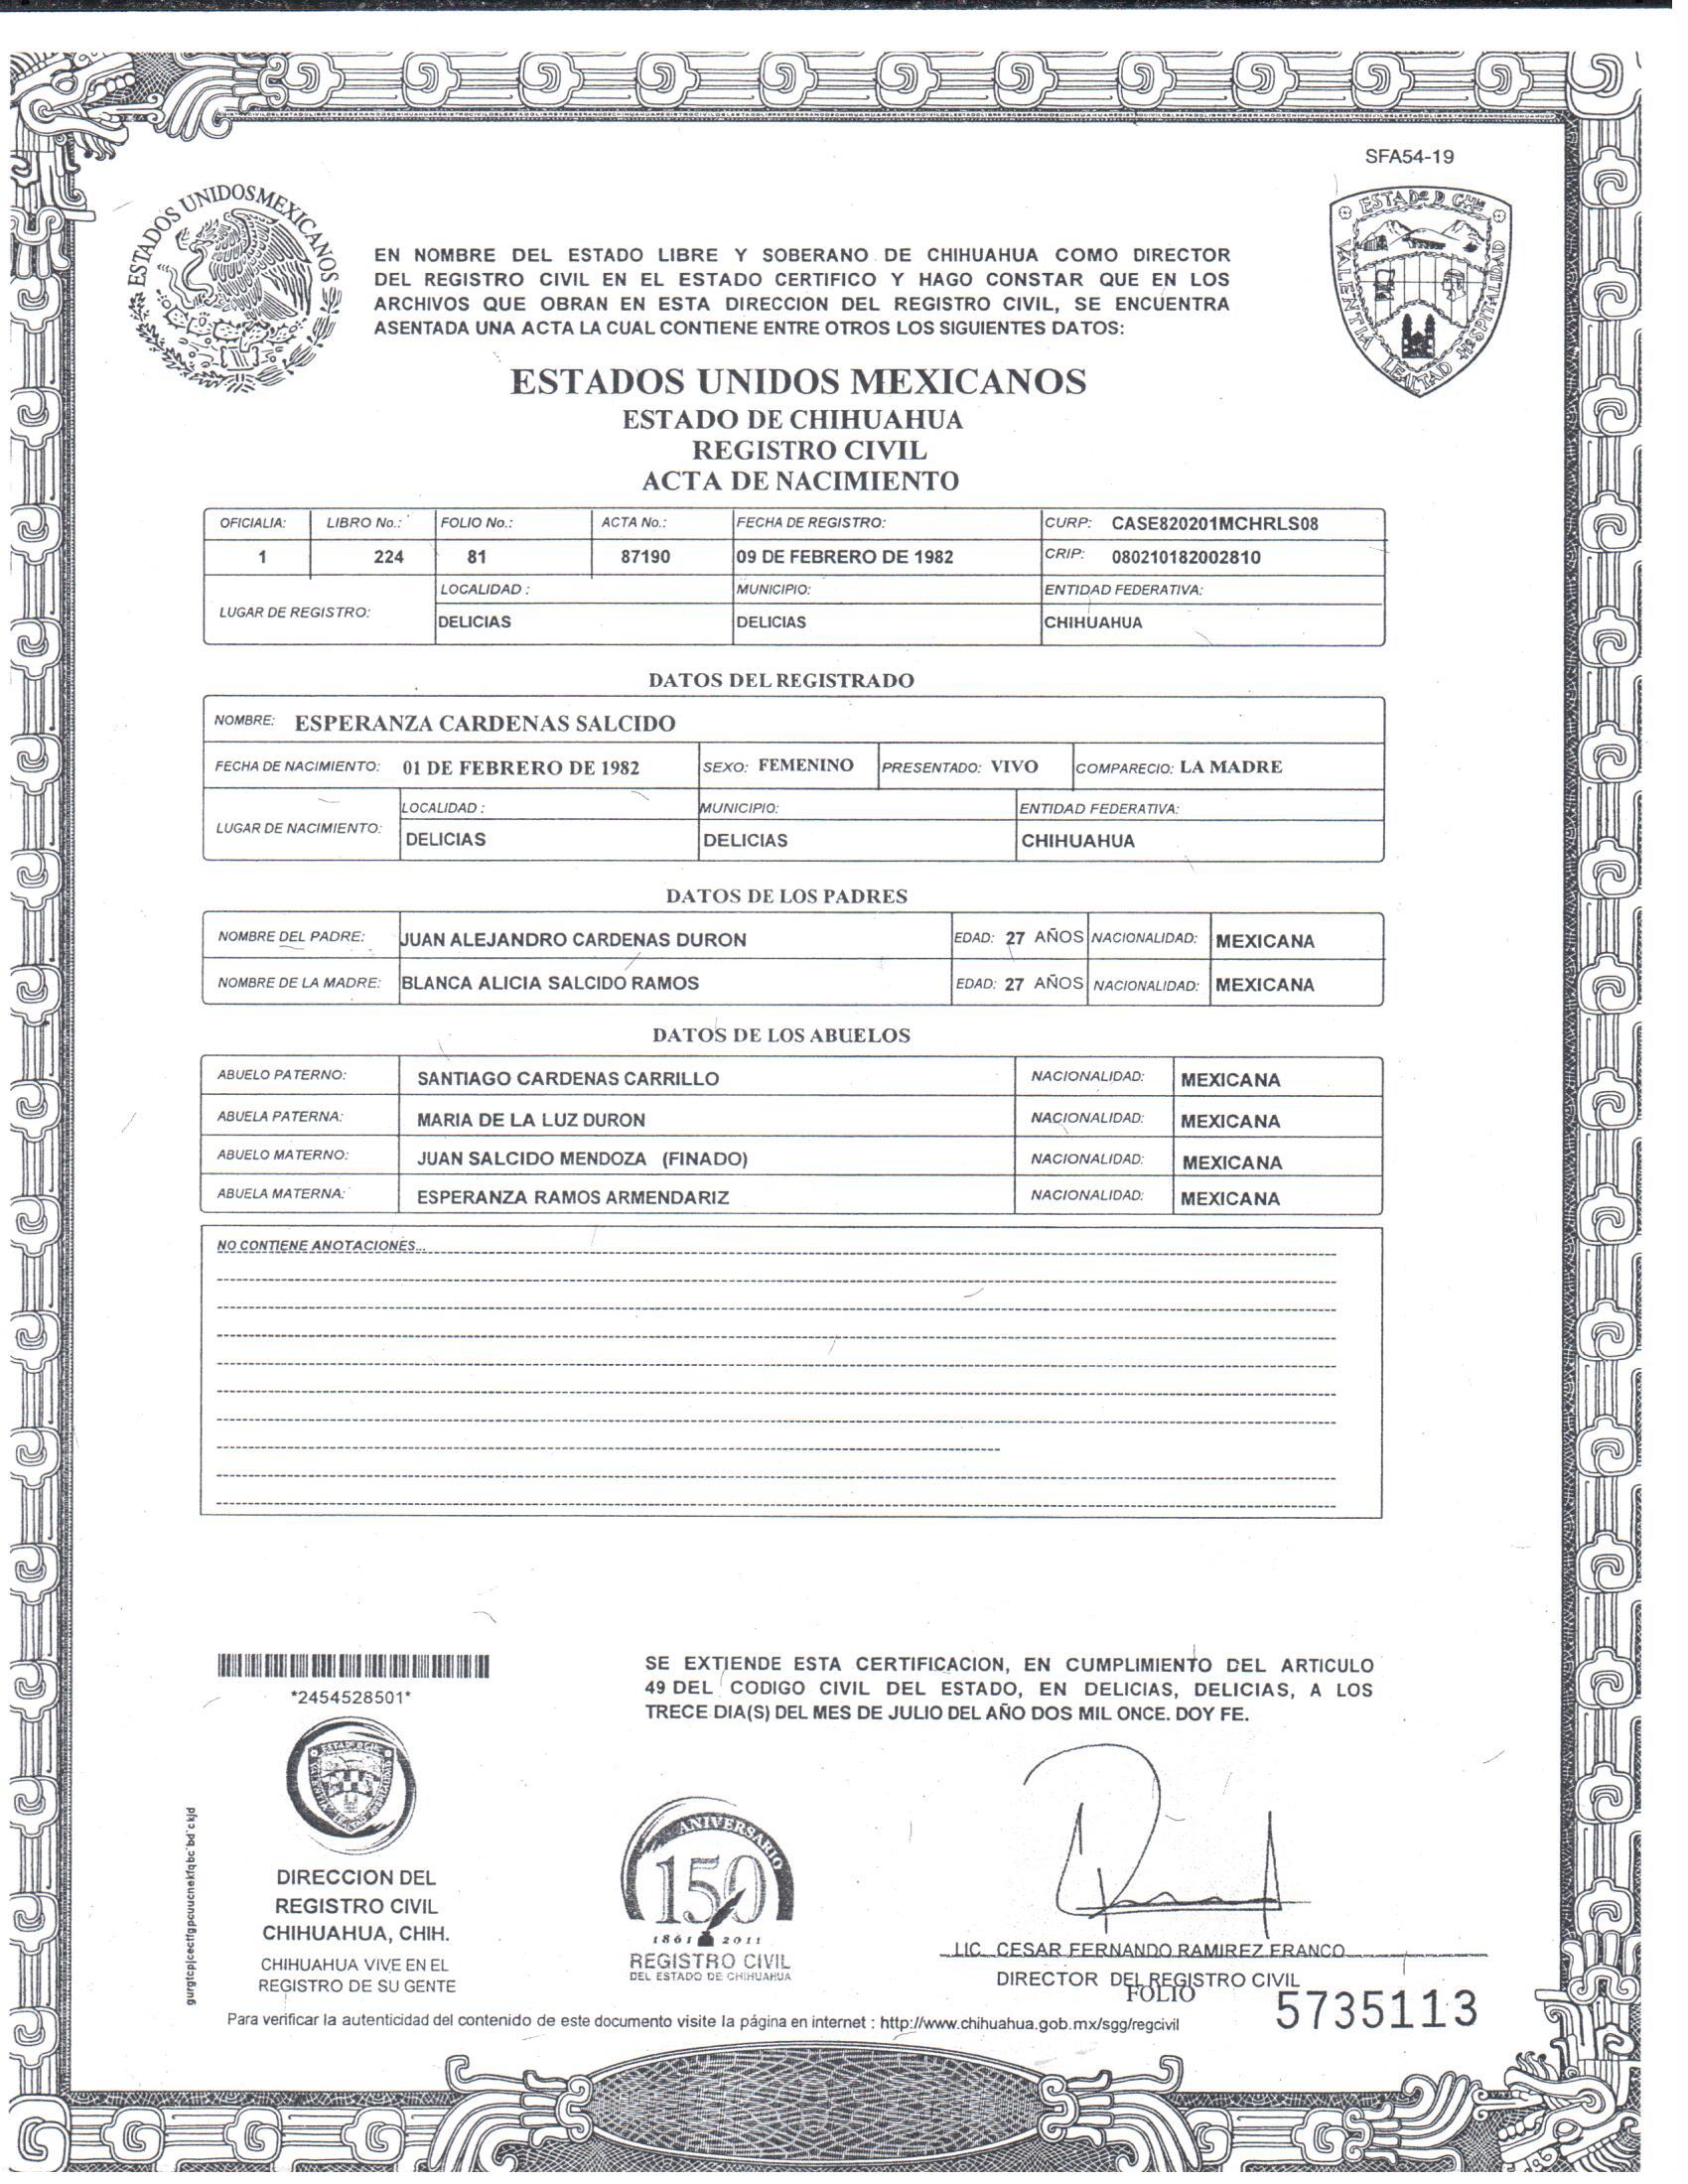 SFA54-19
ESTADOS UNIDOS MEXICANOS
EN NOMBRE DEL ESTADO LIBRE Y SOBERANO DE CHIHUAHUA COMO DIRECTOR
DEL REGISTRO CIVIL EN EL ESTADO CERTIFICO Y HAGO CONSTAR QUE EN LOS
ARCHIVOS QUE OBRAN EN ESTA DIRECCION DEL REGISTRO CIVIL, SE ENCUENTRA
ASENTADA UNA ACTA LA CUAL CONTIENE ENTRE OTROS LOS SIGUIENTES DATOS:
ESTADO D CHIH
VALENTIA LEALTAD HOSPITALIDAD
ESTADOS UNIDOS MEXICANOS
ESTADO DE CHIHUAHUA
REGISTRO CIVIL
ACTA DE NACIMIENTO
OFICIALIA: LIBRO No.: FOLIO No.: ACTA No.: FECHA DE REGISTRO: CURP: CASE820201MCHRLS08
1 224 81 87190 09 DE FEBRERO DE 1982 CRIP: 080210182002810
LUGAR DE REGISTRO: LOCALIDAD : MUNICIPIO: ENTIDAD FEDERATIVA:
DELICIAS DELICIAS CHIHUAHUA
DATOS DEL REGISTRADO
NOMBRE: ESPERANZA CARDENAS SALCIDO
FECHA DE NACIMIENTO: 01 DE FEBRERO DE 1982 SEXO: FEMENINO PRESENTADO: VIVO COMPARECIO: LA MADRE
LUGAR DE NACIMIENTO: LOCALIDAD : MUNICIPIO: ENTIDAD FEDERATIVA:
DELICIAS DELICIAS CHIHUAHUA
DATOS DE LOS PADRES
NOMBRE DEL PADRE: JUAN ALEJANDRO CARDENAS DURON EDAD: 27 AÑOS NACIONALIDAD: MEXICANA
NOMBRE DE LA MADRE: BLANCA ALICIA SALCIDO RAMOS EDAD: 27 AÑOS NACIONALIDAD: MEXICANA
DATOS DE LOS ABUELOS
ABUELO PATERNO: SANTIAGO CARDENAS CARRILLO NACIONALIDAD: MEXICANA
ABUELA PATERNA: MARIA DE LA LUZ DURON NACIONALIDAD: MEXICANA
ABUELO MATERNO: JUAN SALCIDO MENDOZA (FINADO) NACIONALIDAD: MEXICANA
ABUELA MATERNA: ESPERANZA RAMOS ARMENDARIZ NACIONALIDAD: MEXICANA
NO CONTIENE ANOTACIONES...
*2454528501*
SE EXTIENDE ESTA CERTIFICACION, EN CUMPLIMIENTO DEL ARTICULO
49 DEL CODIGO CIVIL DEL ESTADO, EN DELICIAS, DELICIAS, A LOS
TRECE DIA(S) DEL MES DE JULIO DEL AÑO DOS MIL ONCE. DOY FE.
DIRECCION DEL
REGISTRO CIVIL
CHIHUAHUA, CHIH.
CHIHUAHUA VIVE EN EL
REGISTRO DE SU GENTE
ANIVERSARIO
150
1861 2011
REGISTRO CIVIL
DEL ESTADO DE CHIHUAHUA
LIC. CESAR FERNANDO RAMIREZ FRANCO
DIRECTOR DEL REGISTRO CIVIL
FOLIO 5735113
Para verificar la autenticidad del contenido de este documento visite la página en internet : http://www.chihuahua.gob.mx/sgg/regcivil